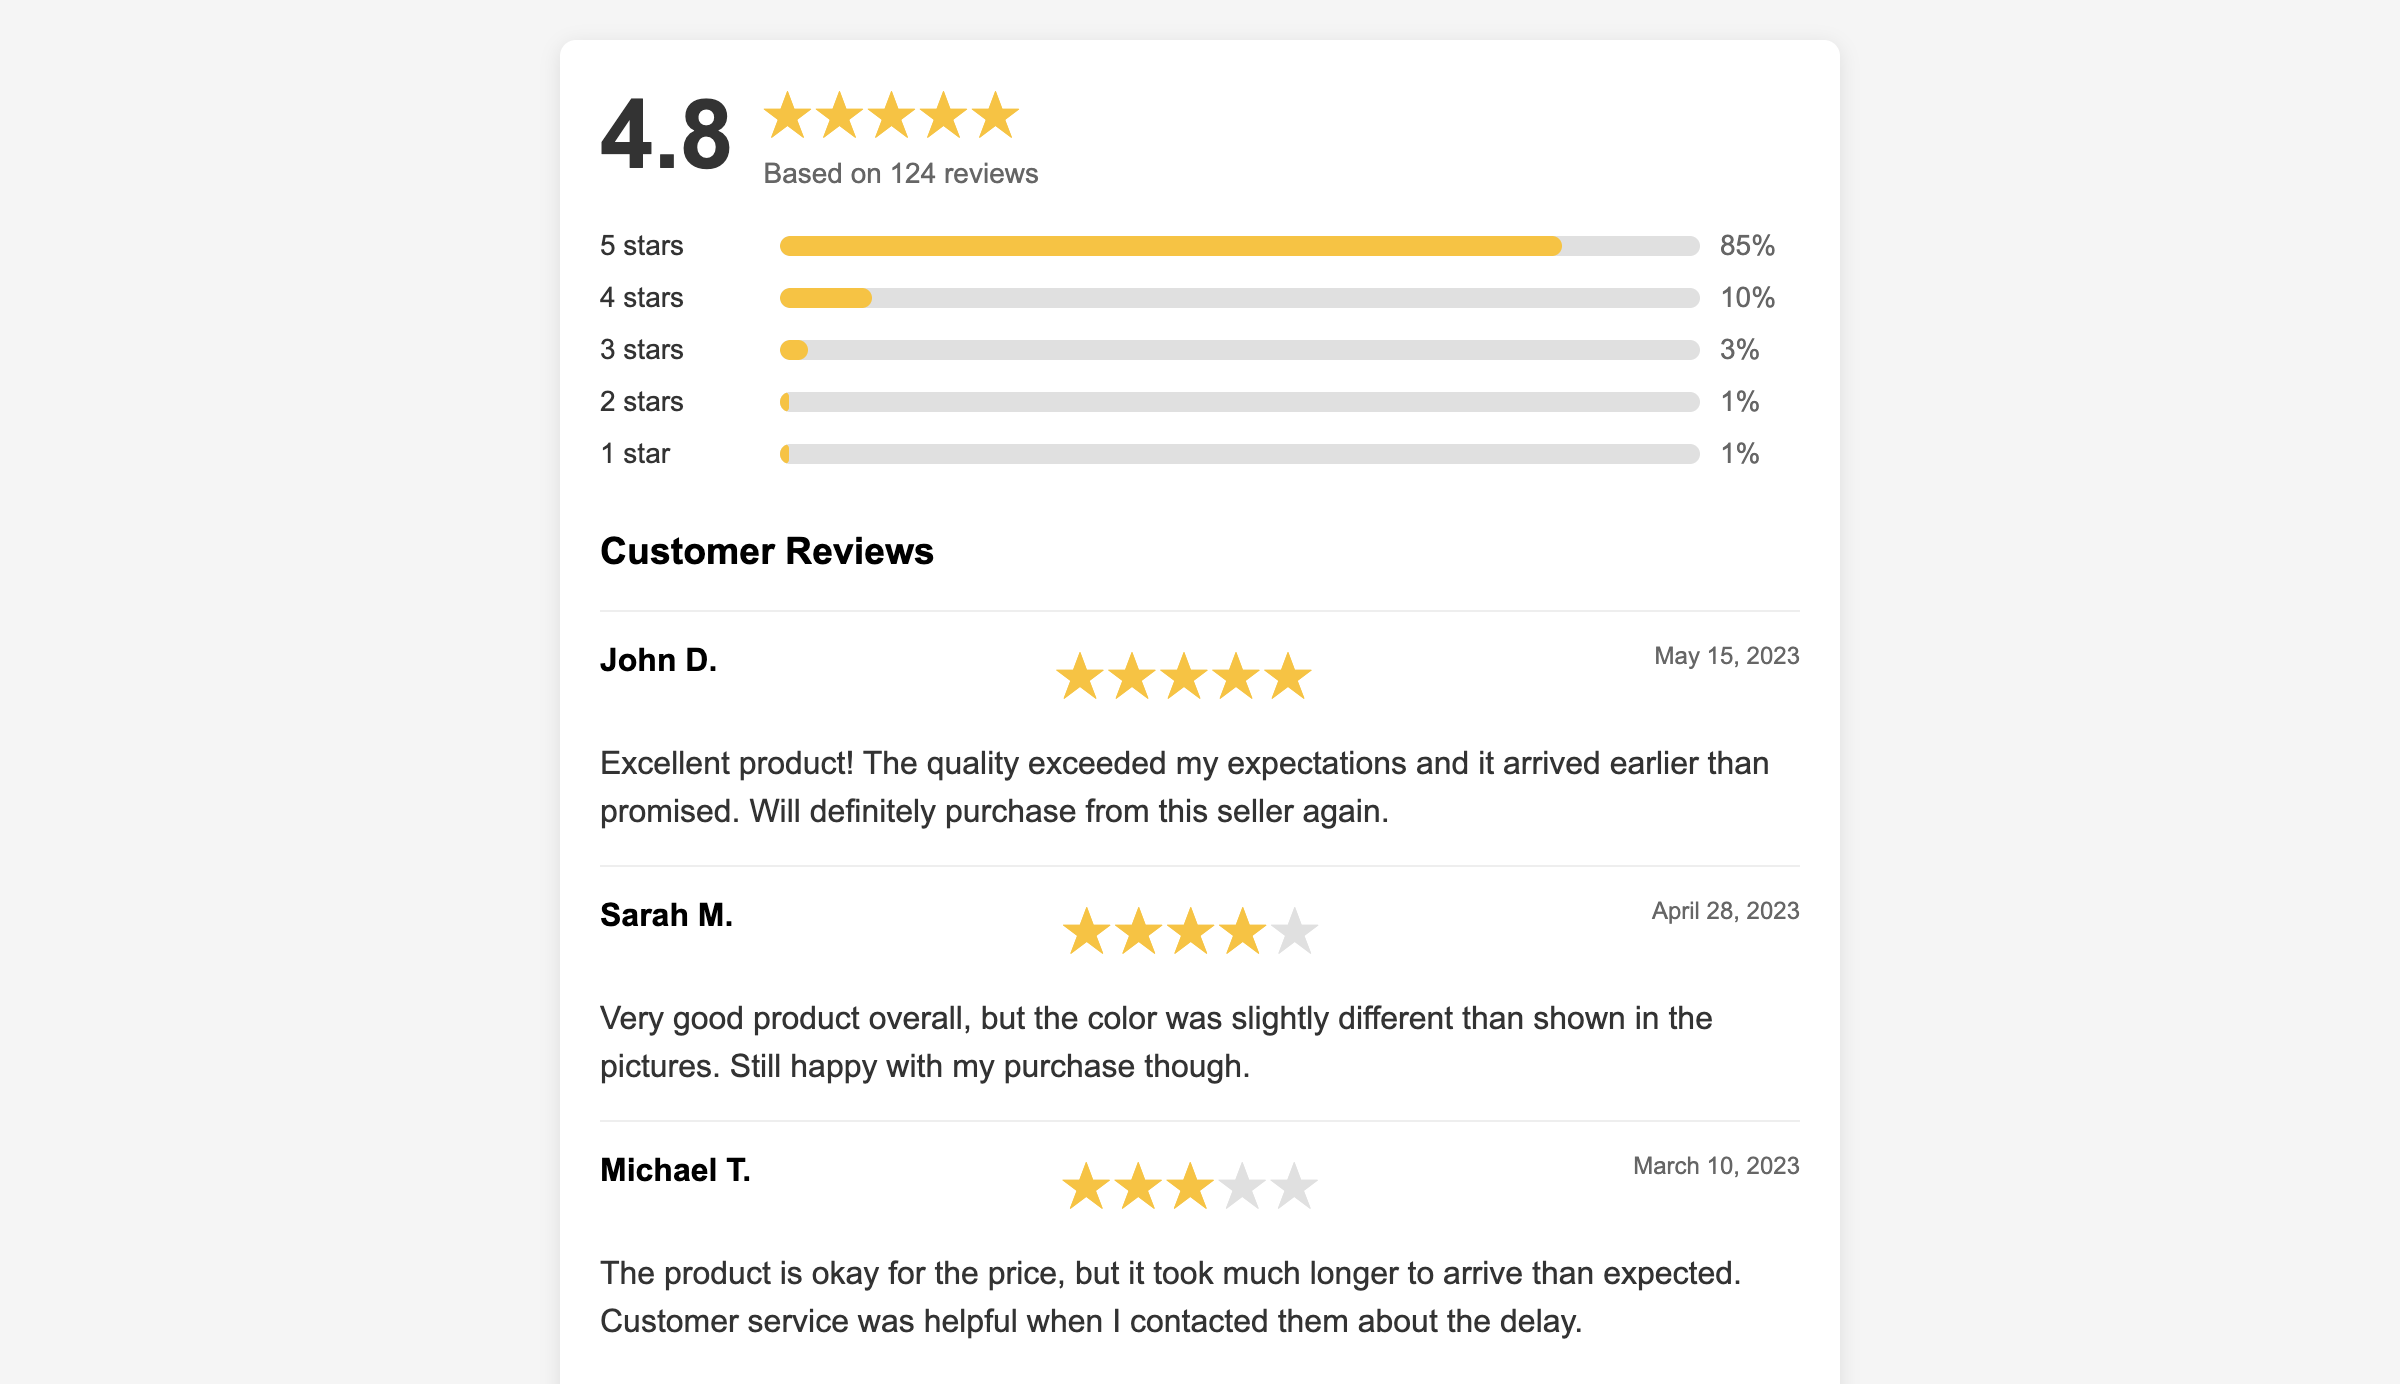 4.8
Based on 124 reviews
5 stars 85%
4 stars 10%
3 stars 3%
2 stars 1%
1 star 1%
Customer Reviews
John D. May 15, 2023
Excellent product! The quality exceeded my expectations and it arrived earlier than
promised. Will definitely purchase from this seller again.
Sarah M. April 28, 2023
Very good product overall, but the color was slightly different than shown in the
pictures. Still happy with my purchase though.
Michael T. March 10, 2023
The product is okay for the price, but it took much longer to arrive than expected.
Customer service was helpful when I contacted them about the delay.